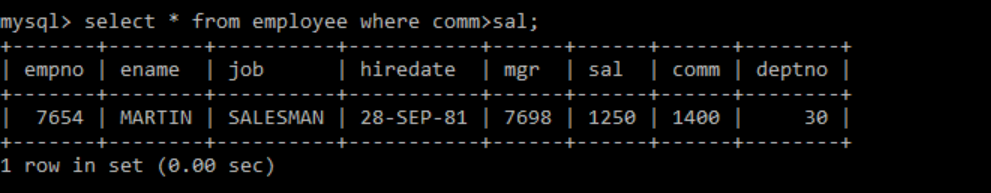 mysql> select * from employee where comm>sal;
+-------+--------+----------+-----------+------+------+------+--------+
| empno | ename  | job      | hiredate  | mgr  | sal  | comm | deptno |
+-------+--------+----------+-----------+------+------+------+--------+
|  7654 | MARTIN | SALESMAN | 28-SEP-81 | 7698 | 1250 | 1400 |     30 |
+-------+--------+----------+-----------+------+------+------+--------+
1 row in set (0.00 sec)